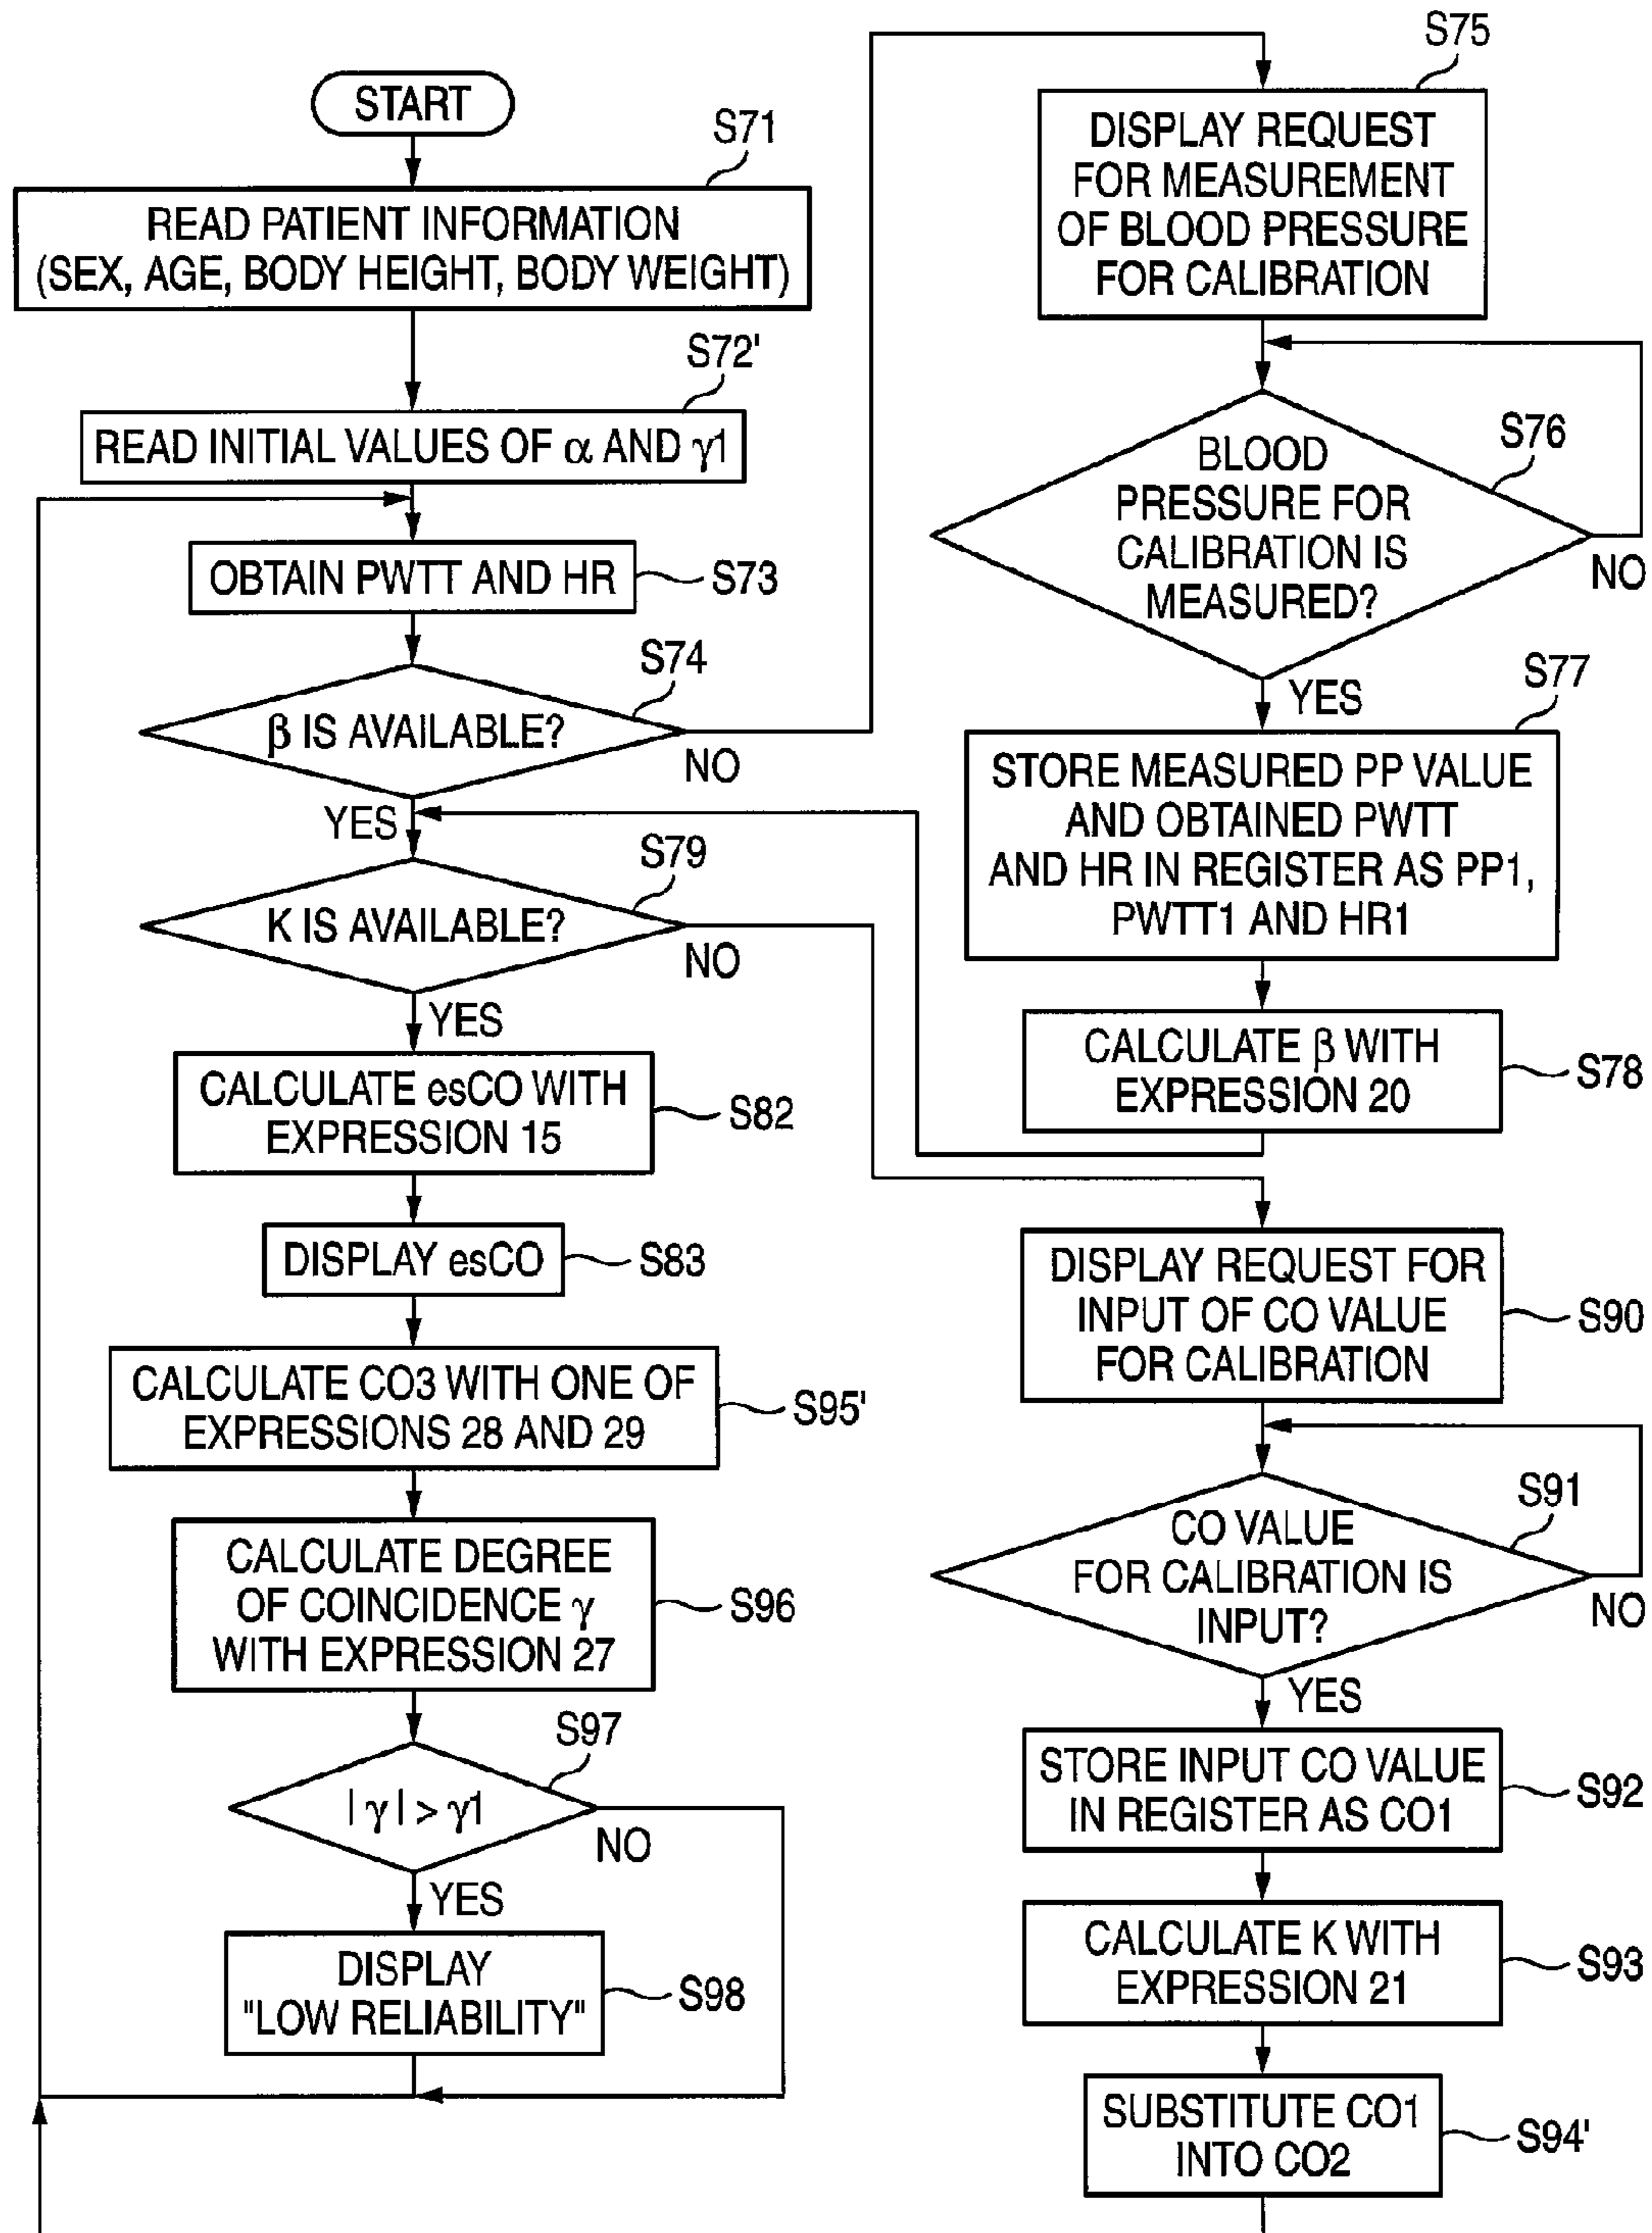 START
S71
READ PATIENT INFORMATION
(SEX, AGE, BODY HEIGHT, BODY WEIGHT)
S72'
READ INITIAL VALUES OF α AND γ1
OBTAIN PWTT AND HR
S73
S74
β IS AVAILABLE?
NO
YES
S79
K IS AVAILABLE?
NO
YES
CALCULATE esCO WITH
EXPRESSION 15
S82
DISPLAY esCO
S83
CALCULATE CO3 WITH ONE OF
EXPRESSIONS 28 AND 29
S95'
CALCULATE DEGREE
OF COINCIDENCE γ
WITH EXPRESSION 27
S96
S97
| γ | > γ1
NO
YES
DISPLAY
"LOW RELIABILITY"
S98
S75
DISPLAY REQUEST
FOR MEASUREMENT
OF BLOOD PRESSURE
FOR CALIBRATION
S76
BLOOD
PRESSURE FOR
CALIBRATION IS
MEASURED?
NO
YES
S77
STORE MEASURED PP VALUE
AND OBTAINED PWTT
AND HR IN REGISTER AS PP1,
PWTT1 AND HR1
CALCULATE β WITH
EXPRESSION 20
S78
DISPLAY REQUEST FOR
INPUT OF CO VALUE
FOR CALIBRATION
S90
S91
CO VALUE
FOR CALIBRATION IS
INPUT?
NO
YES
STORE INPUT CO VALUE
IN REGISTER AS CO1
S92
CALCULATE K WITH
EXPRESSION 21
S93
SUBSTITUTE CO1
INTO CO2
S94'